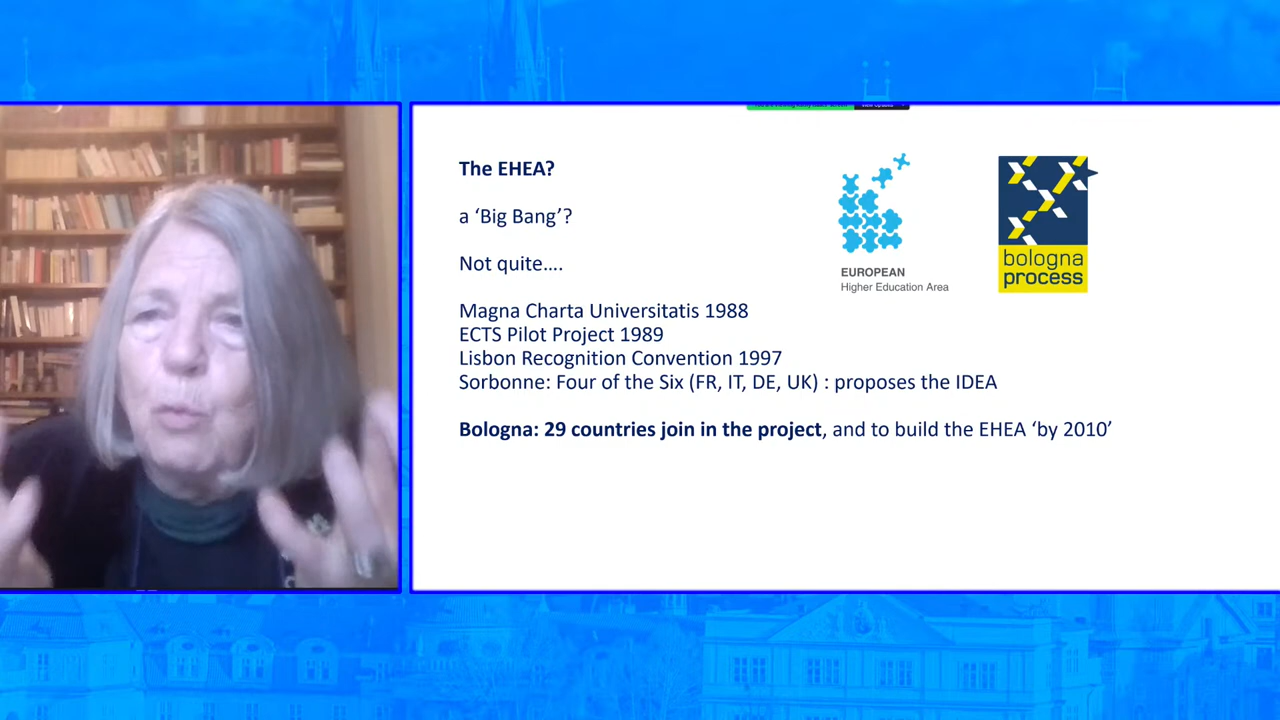 The EHEA?
a ‘Big Bang’?
Not quite….
Magna Charta Universitatis 1988
ECTS Pilot Project 1989
Lisbon Recognition Convention 1997
Sorbonne: Four of the Six (FR, IT, DE, UK) : proposes the IDEA
Bologna: 29 countries join in the project, and to build the EHEA ‘by 2010’
EUROPEAN
Higher Education Area
bologna
process